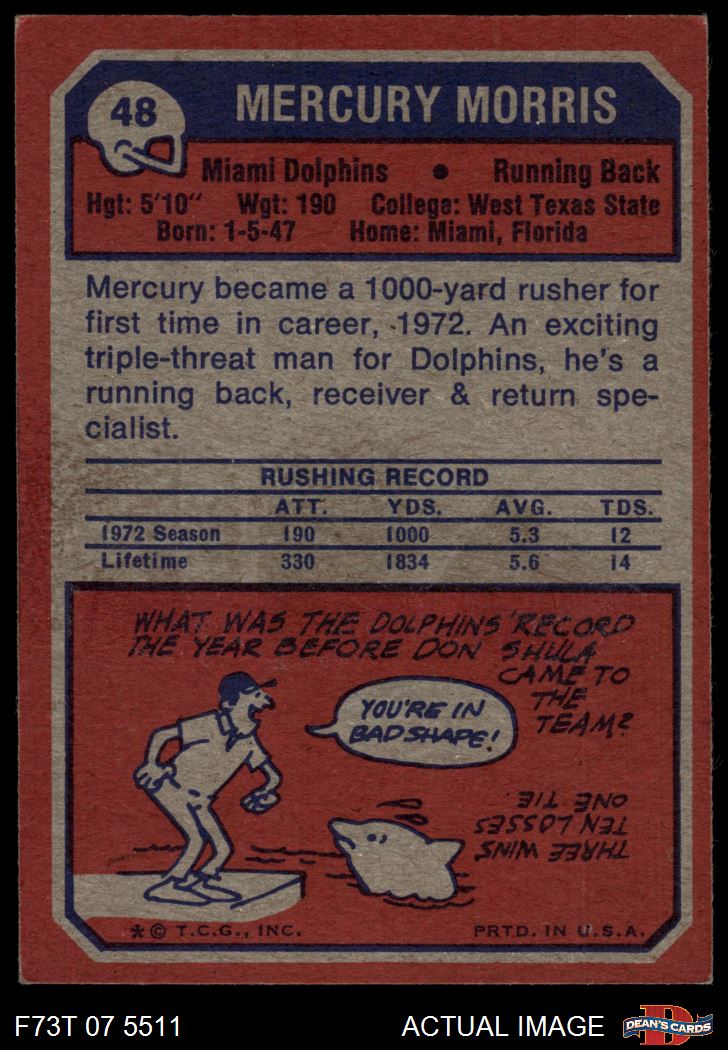 48
MERCURY MORRIS
Miami Dolphins • Running Back
Hgt: 5'10" Wgt: 190 College: West Texas State
Born: 1-5-47 Home: Miami, Florida
Mercury became a 1000-yard rusher for
first time in career, 1972. An exciting
triple-threat man for Dolphins, he's a
running back, receiver & return spe-
cialist.
RUSHING RECORD
ATT. YDS. AVG. TDS.
1972 Season 190 1000 5.3 12
Lifetime 330 1834 5.6 14
WHAT WAS THE DOLPHINS' RECORD
THE YEAR BEFORE DON SHULA
CAME TO
THE
TEAM?
YOU'RE IN
BAD SHAPE!
THREE WINS
TEN LOSSES
ONE TIE
* © T.C.G., INC. PRTD. IN U.S.A.
F73T 07 5511 ACTUAL IMAGE
D
DEAN'S CARDS